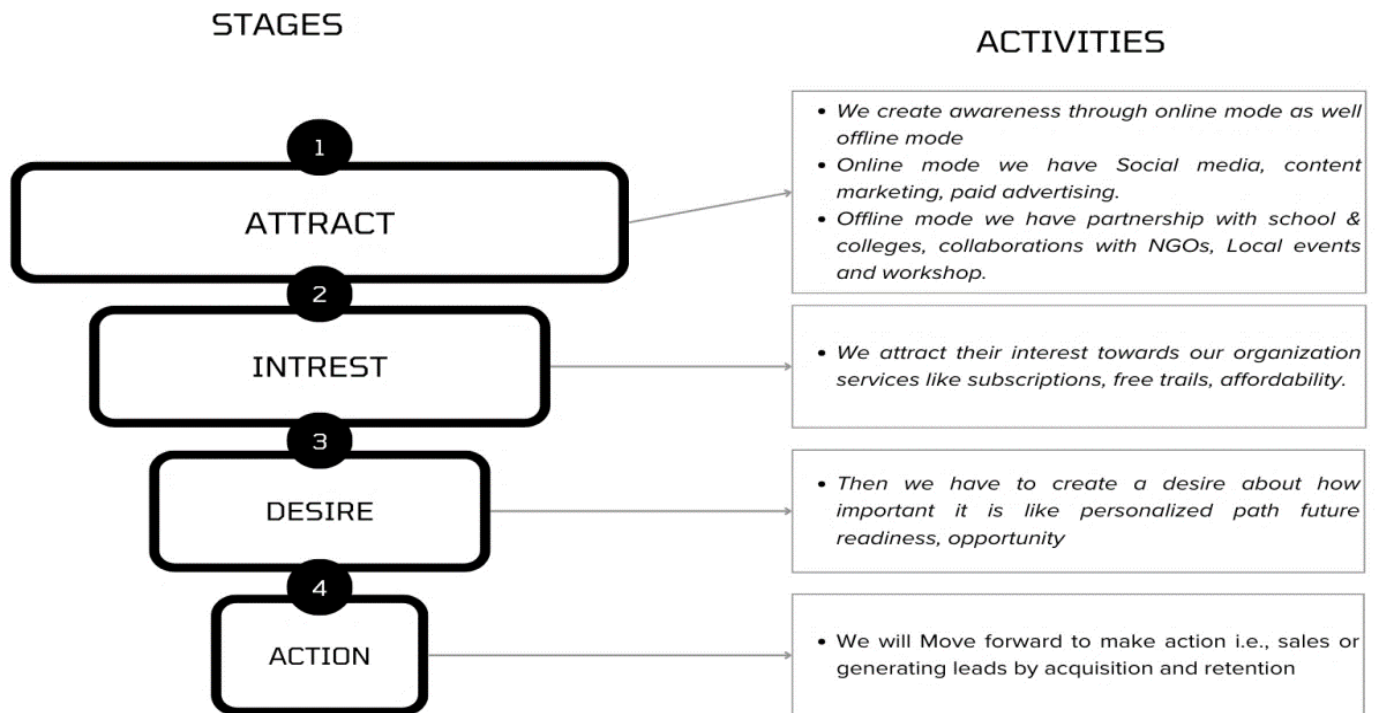 STAGES
ACTIVITIES
1
ATTRACT
• We create awareness through online mode as well
offline mode
• Online mode we have Social media, content
marketing, paid advertising.
• Offline mode we have partnership with school &
colleges, collaborations with NGOs, Local events
and workshop.
2
INTREST
• We attract their interest towards our organization
services like subscriptions, free trails, affordability.
3
DESIRE
• Then we have to create a desire about how
important it is like personalized path future
readiness, opportunity
4
ACTION
• We will Move forward to make action i.e., sales or
generating leads by acquisition and retention